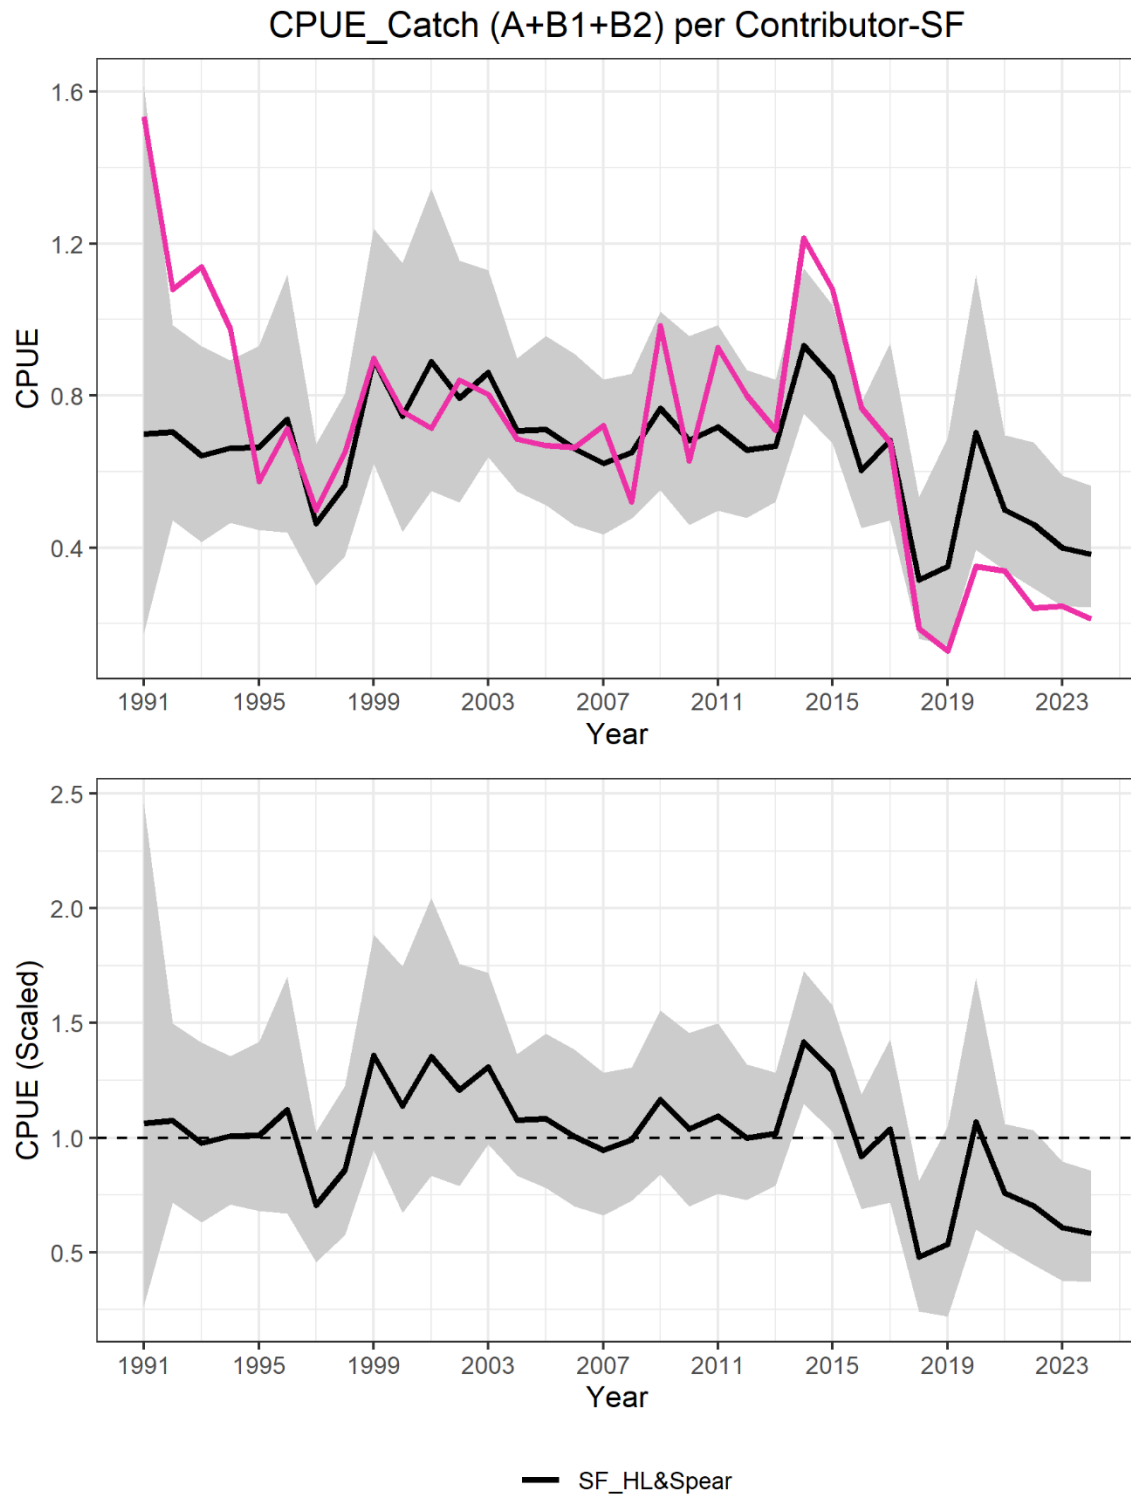 CPUE_Catch (A+B1+B2) per Contributor-SF
1.6
1.2
0.8
0.4
CPUE
1991 1995 1999 2003 2007 2011 2015 2019 2023
Year
2.5
2.0
1.5
1.0
0.5
CPUE (Scaled)
1991 1995 1999 2003 2007 2011 2015 2019 2023
Year
SF_HL&Spear